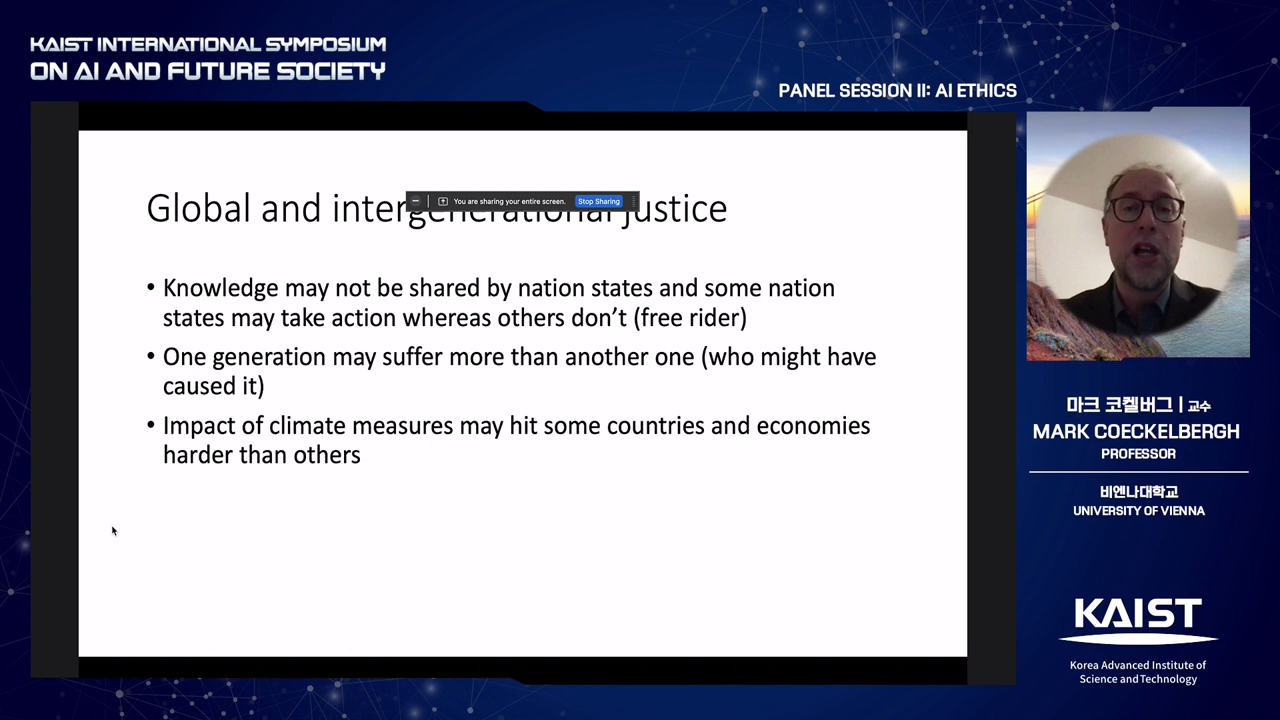 KAIST INTERNATIONAL SYMPOSIUM
ON AI AND FUTURE SOCIETY
PANEL SESSION II: AI ETHICS
Global and intergenerational justice
You are sharing your entire screen.
Stop Sharing
• Knowledge may not be shared by nation states and some nation
states may take action whereas others don’t (free rider)
• One generation may suffer more than another one (who might have
caused it)
• Impact of climate measures may hit some countries and economies
harder than others
마크 코켈버그 | 교수
MARK COECKELBERGH
PROFESSOR
비엔나대학교
UNIVERSITY OF VIENNA
KAIST
Korea Advanced Institute of
Science and Technology